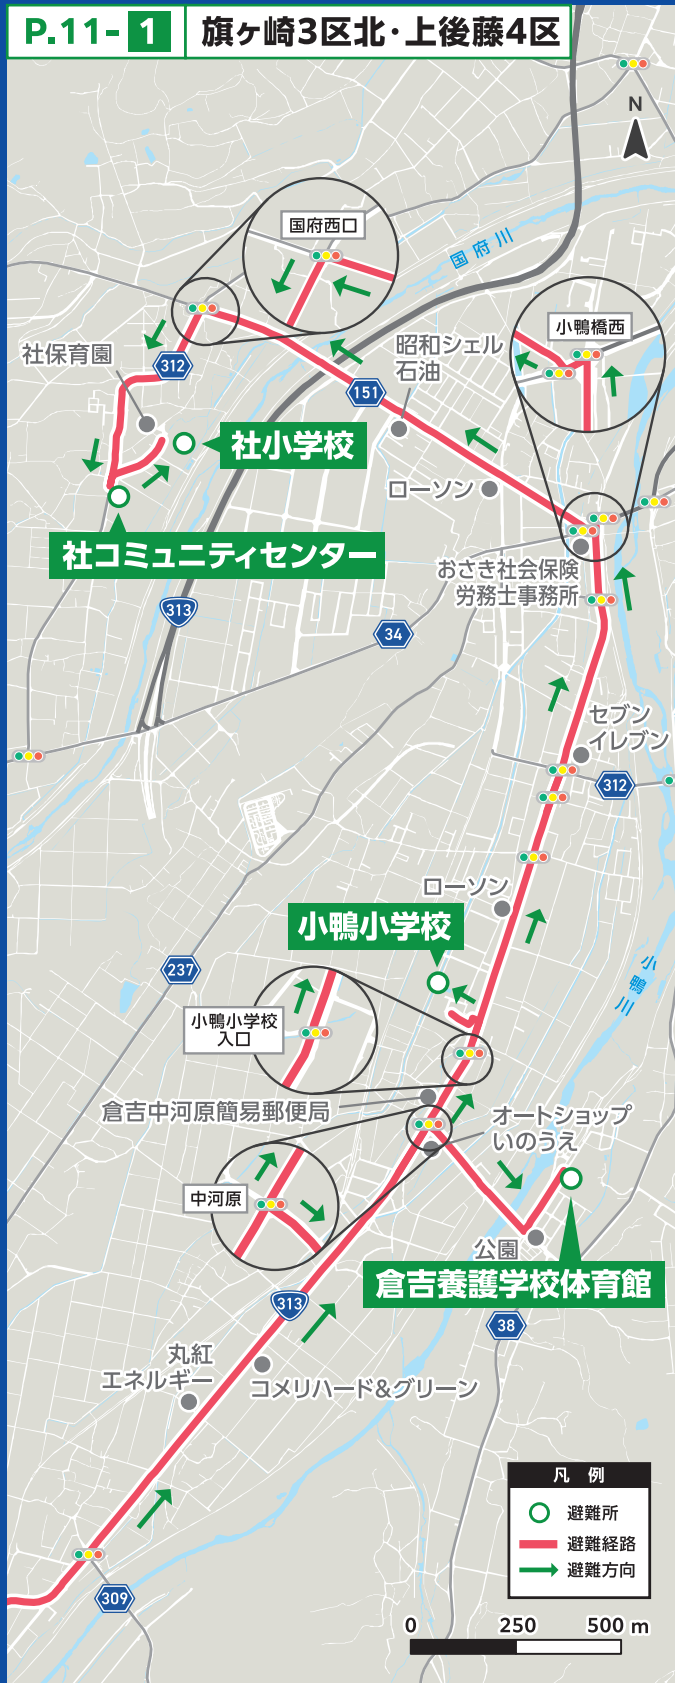 P.11-1 旗ヶ崎3区北・上後藤4区
N
国府西口
国府川
小鴨橋西
昭和シェル
石油
社保育園
312
151
社小学校
ローソン
社コミュニティセンター
おさき社会保険
労務士事務所
313
34
セブン
イレブン
312
ローソン
小鴨小学校
小鴨川
237
小鴨小学校
入口
倉吉中河原簡易郵便局
オートショップ
いのうえ
中河原
公園
倉吉養護学校体育館
313
38
丸紅
エネルギー
コメリハード&グリーン
凡 例
避難所
避難経路
避難方向
309
0 250 500 m